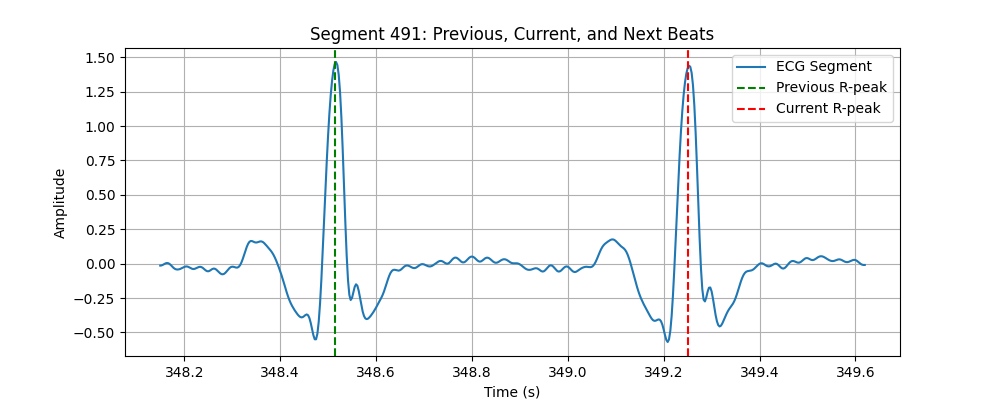 Segment 491: Previous, Current, and Next Beats
1.50
1.25
1.00
0.75
0.50
0.25
0.00
−0.25
−0.50
Amplitude
ECG Segment
Previous R-peak
Current R-peak
348.2 348.4 348.6 348.8 349.0 349.2 349.4 349.6
Time (s)